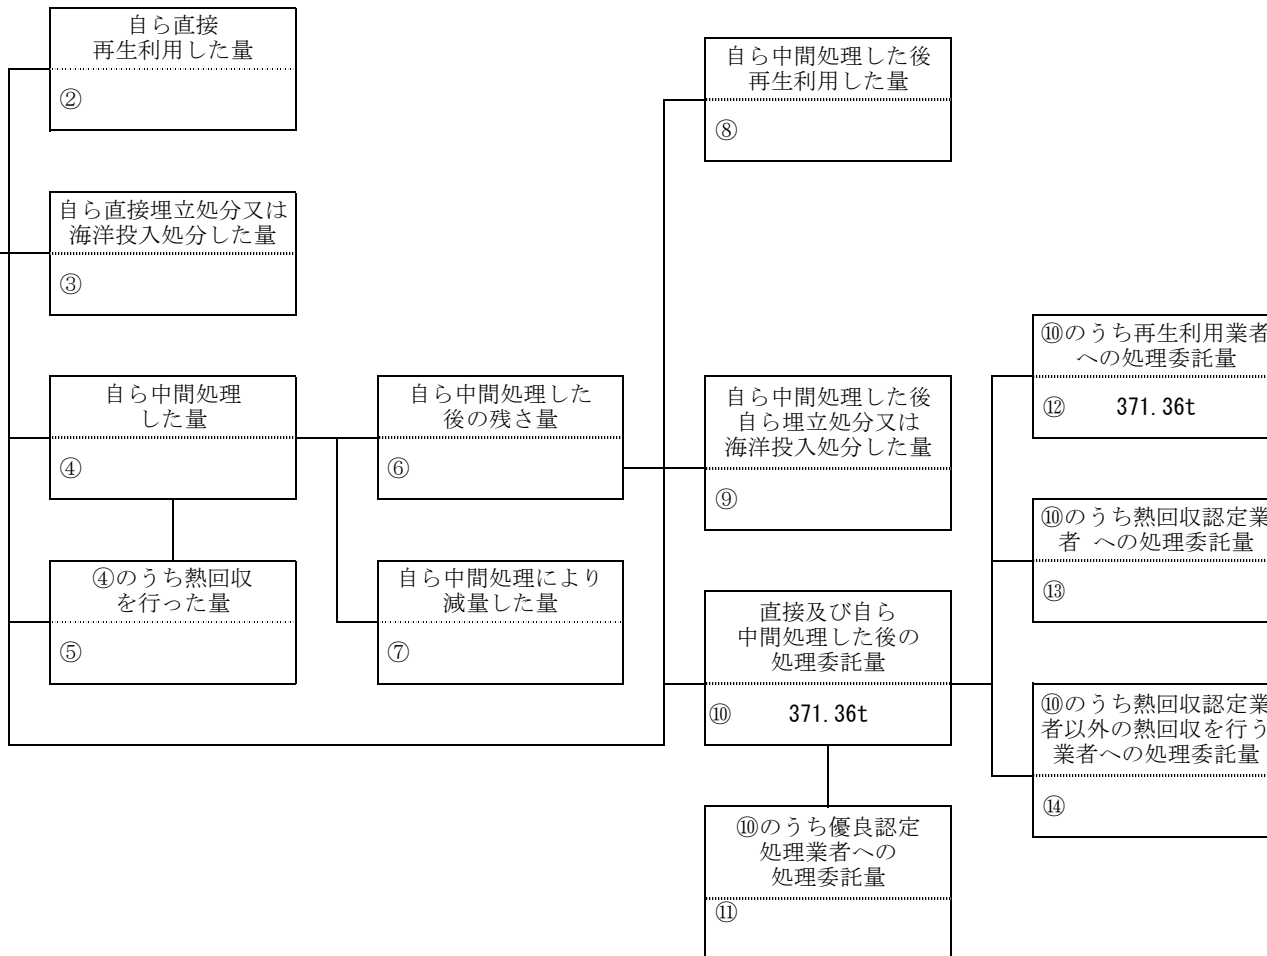 自ら直接
再生利用した量
②
自ら直接埋立処分又は
海洋投入処分した量
③
自ら中間処理
した量
④
④のうち熱回収
を行った量
⑤
自ら中間処理した
後の残さ量
⑥
自ら中間処理により
減量した量
⑦
自ら中間処理した後
再生利用した量
⑧
自ら中間処理した後
自ら埋立処分又は
海洋投入処分した量
⑨
直接及び自ら
中間処理した後の
処理委託量
⑩ 371.36t
⑩のうち優良認定
処理業者への
処理委託量
⑪
⑩のうち再生利用業者
への処理委託量
⑫ 371.36t
⑩のうち熱回収認定業
者 への処理委託量
⑬
⑩のうち熱回収認定業
者以外の熱回収を行う
業者への処理委託量
⑭